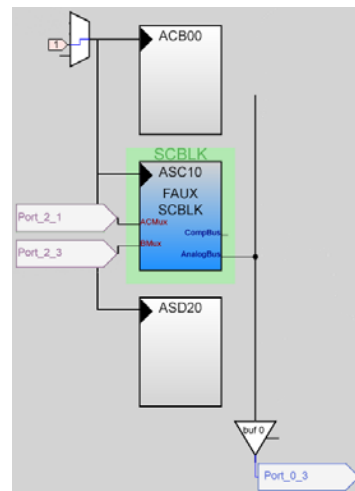 ACB00
1
SCBLK
ASC10
FAUX
SCBLK
Port_2_1
ACMux
CompBus
Port_2_3
BMux
AnalogBus
ASD20
buf 0
Port_0_3